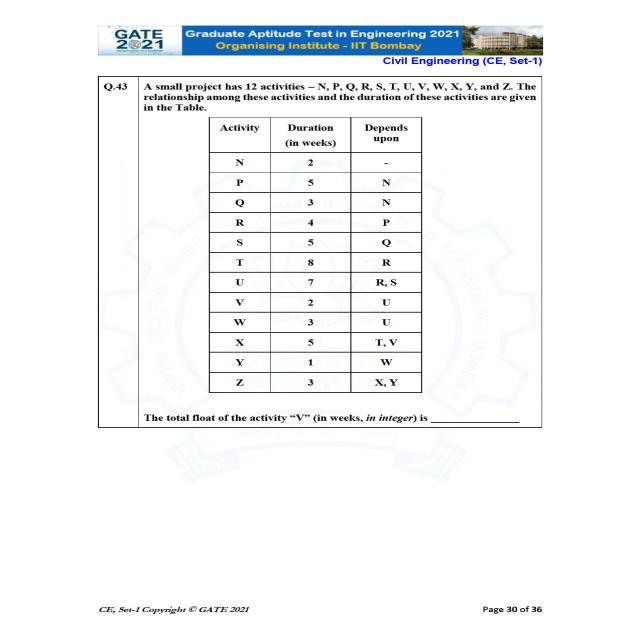 GATE
2021
Graduate Aptitude Test in Engineering 2021
Organising Institute - IIT Bombay
Civil Engineering (CE, Set-1)
Q.43 A small project has 12 activities – N, P, Q, R, S, T, U, V, W, X, Y, and Z. The
relationship among these activities and the duration of these activities are given
in the Table.
Activity Duration (in weeks) Depends upon
N 2 -
P 5 N
Q 3 N
R 4 P
S 5 Q
T 8 R
U 7 R, S
V 2 U
W 3 U
X 5 T, V
Y 1 W
Z 3 X, Y
The total float of the activity “V” (in weeks, in integer) is ________________
CE, Set-1 Copyright © GATE 2021
Page 30 of 36